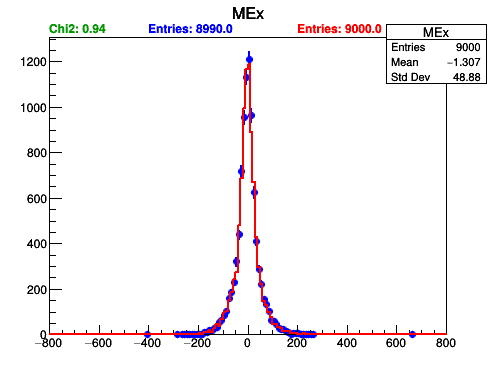 MEx
Chi2: 0.94 Entries: 8990.0 Entries: 9000.0
MEx
Entries 9000
Mean −1.307
Std Dev 48.88
1200
1000
800
600
400
200
0
−800 −600 −400 −200 0 200 400 600 800